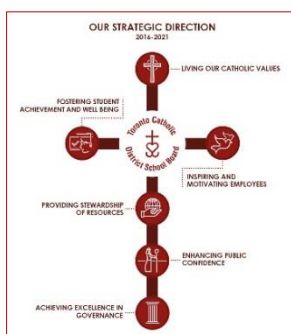 OUR STRATEGIC DIRECTION
2016-2021
LIVING OUR CATHOLIC VALUES
FOSTERING STUDENT
ACHIEVEMENT AND WELL BEING
Toronto Catholic
District School Board
INSPIRING AND
MOTIVATING EMPLOYEES
PROVIDING STEWARDSHIP
OF RESOURCES
ENHANCING PUBLIC
CONFIDENCE
ACHIEVING EXCELLENCE IN
GOVERNANCE